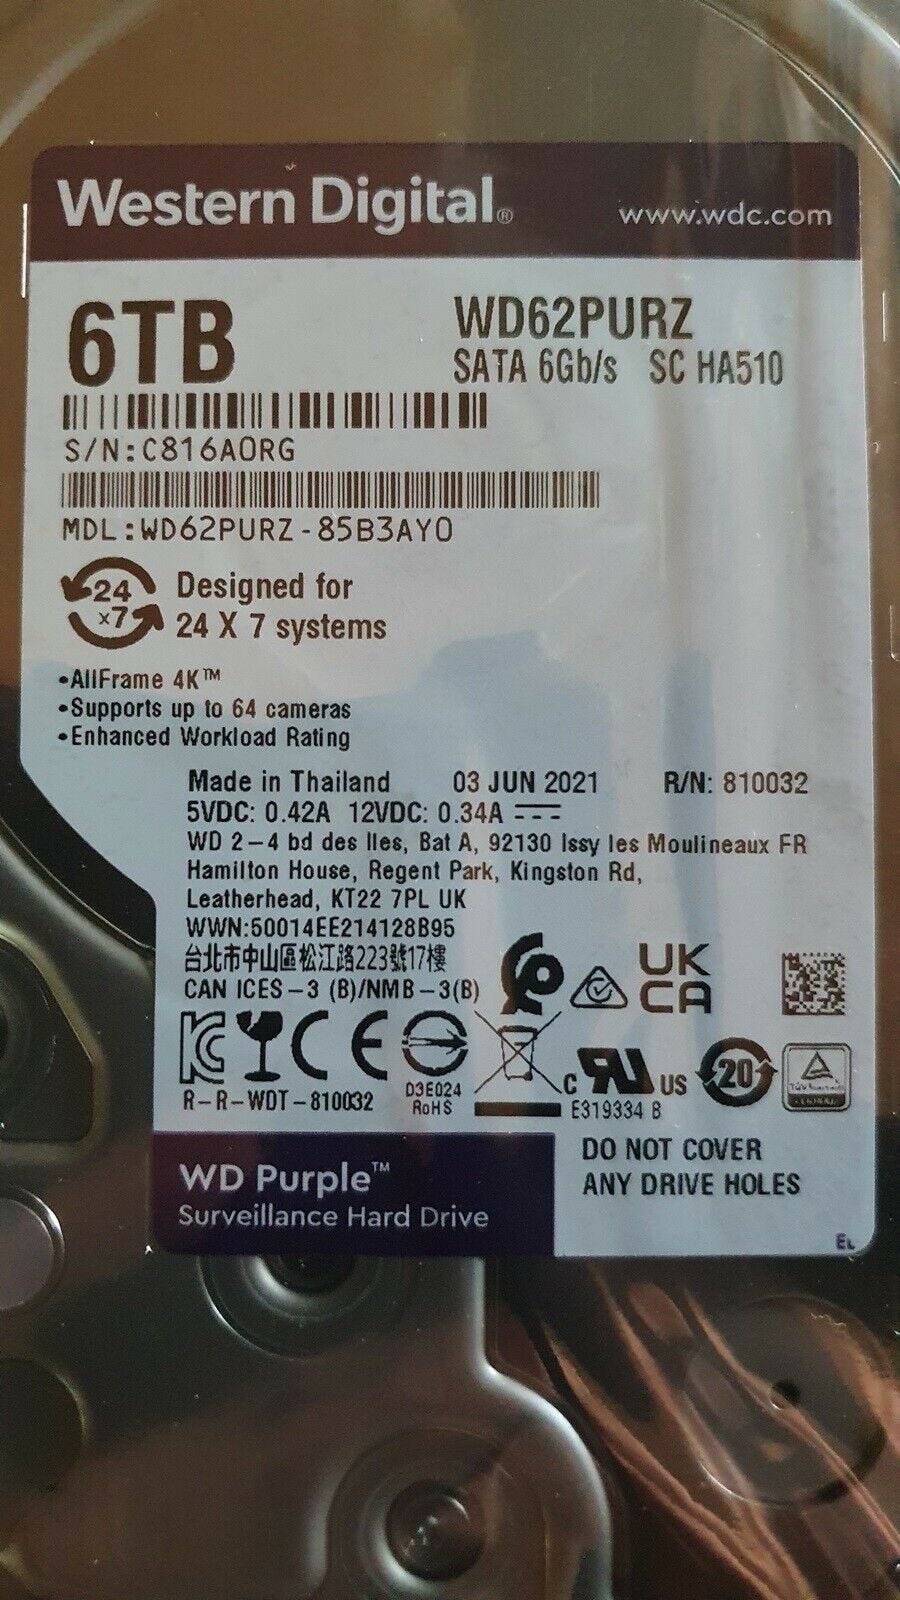 Western Digital® www.wdc.com
6TB WD62PURZ
SATA 6Gb/s SC HA510
S/N:C816A0RG
MDL:WD62PURZ-85B3AY0
24 x7 Designed for
24 X 7 systems
•AllFrame 4K™
•Supports up to 64 cameras
•Enhanced Workload Rating
Made in Thailand 03 JUN 2021 R/N: 810032
5VDC: 0.42A 12VDC: 0.34A
WD 2-4 bd des Iles, Bat A, 92130 Issy les Moulineaux FR
Hamilton House, Regent Park, Kingston Rd,
Leatherhead, KT22 7PL UK
WWN:50014EE214128B95
台北市中山區松江路223號17樓
CAN ICES-3 (B)/NMB-3(B)
UK
CA
CE
c UL US 20
R-R-WDT-810032 D3E024
RoHS
E319334 B
WD Purple™
Surveillance Hard Drive
DO NOT COVER
ANY DRIVE HOLES